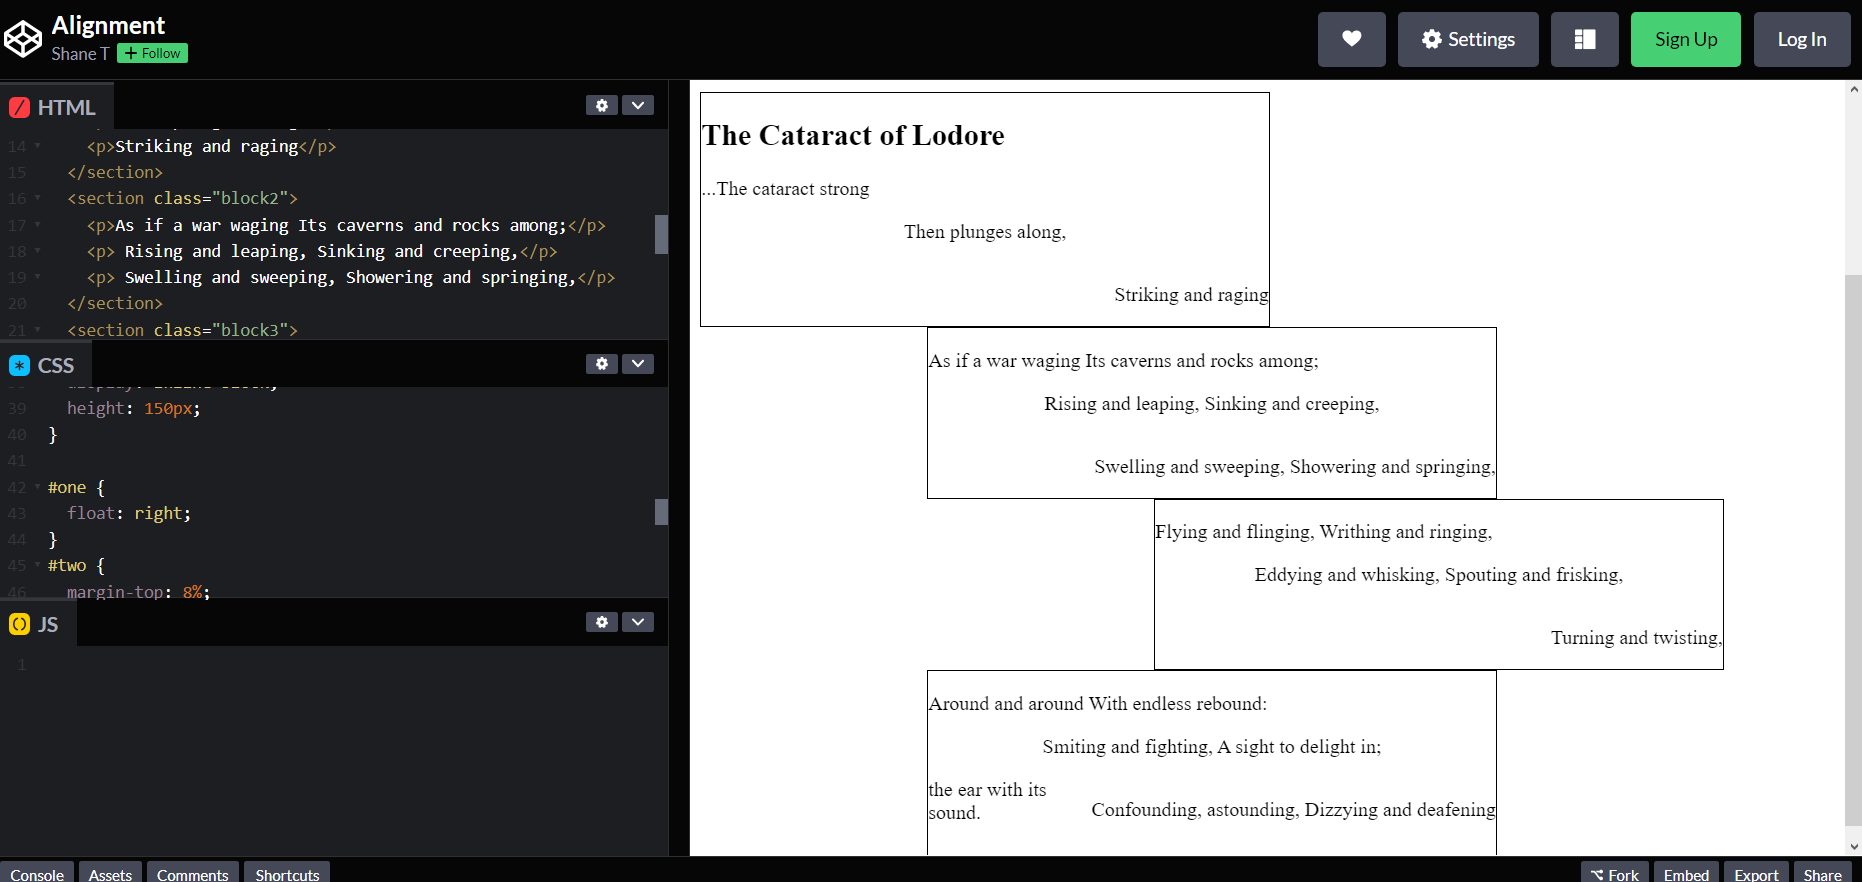 Alignment
Shane T
+ Follow
Settings
Sign Up
Log In
HTML
14 <p>Striking and raging</p>
15 </section>
16 <section class="block2">
17 <p>As if a war waging Its caverns and rocks among;</p>
18 <p> Rising and leaping, Sinking and creeping,</p>
19 <p> Swelling and sweeping, Showering and springing,</p>
20 </section>
21 <section class="block3">
CSS
39 height: 150px;
40 }
41
42 #one {
43 float: right;
44 }
45 #two {
46 margin-top: 8%;
JS
1
The Cataract of Lodore
...The cataract strong
Then plunges along,
Striking and raging
As if a war waging Its caverns and rocks among;
Rising and leaping, Sinking and creeping,
Swelling and sweeping, Showering and springing,
Flying and flinging, Writhing and ringing,
Eddying and whisking, Spouting and frisking,
Turning and twisting,
Around and around With endless rebound:
Smiting and fighting, A sight to delight in;
the ear with its
sound.
Confounding, astounding, Dizzying and deafening
Console
Assets
Comments
Shortcuts
Fork
Embed
Export
Share